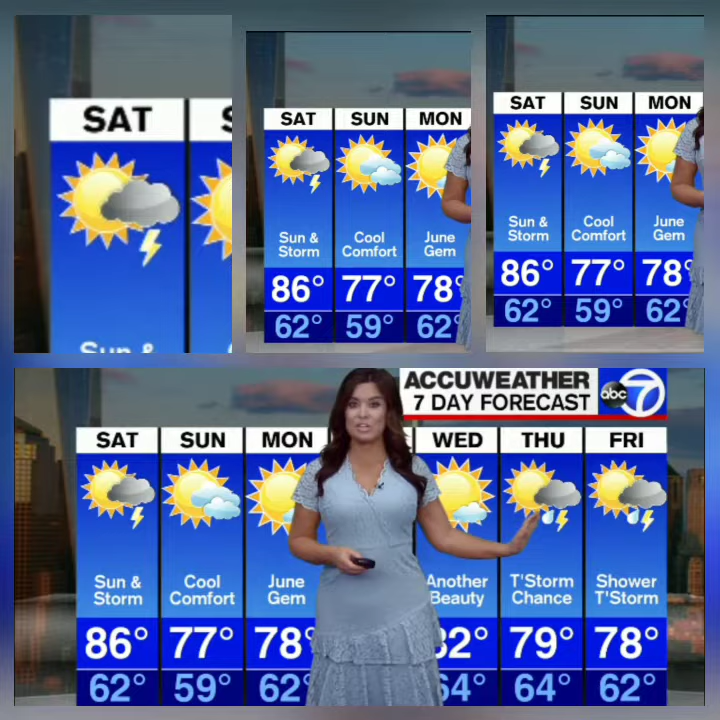 SAT
SAT
SUN
MON
Sun &
Storm
Cool
Comfort
June
Gem
86°
77°
78°
62°
59°
62°
SAT
SUN
MON
Sun &
Storm
Cool
Comfort
June
Gem
86°
77°
78°
62°
59°
62°
ACCUWEATHER
7 DAY FORECAST
abc 7
SAT
SUN
MON
WED
THU
FRI
Sun &
Storm
Cool
Comfort
June
Gem
Another
Beauty
T'Storm
Chance
Shower
T'Storm
86°
77°
78°
79°
78°
62°
59°
62°
64°
62°